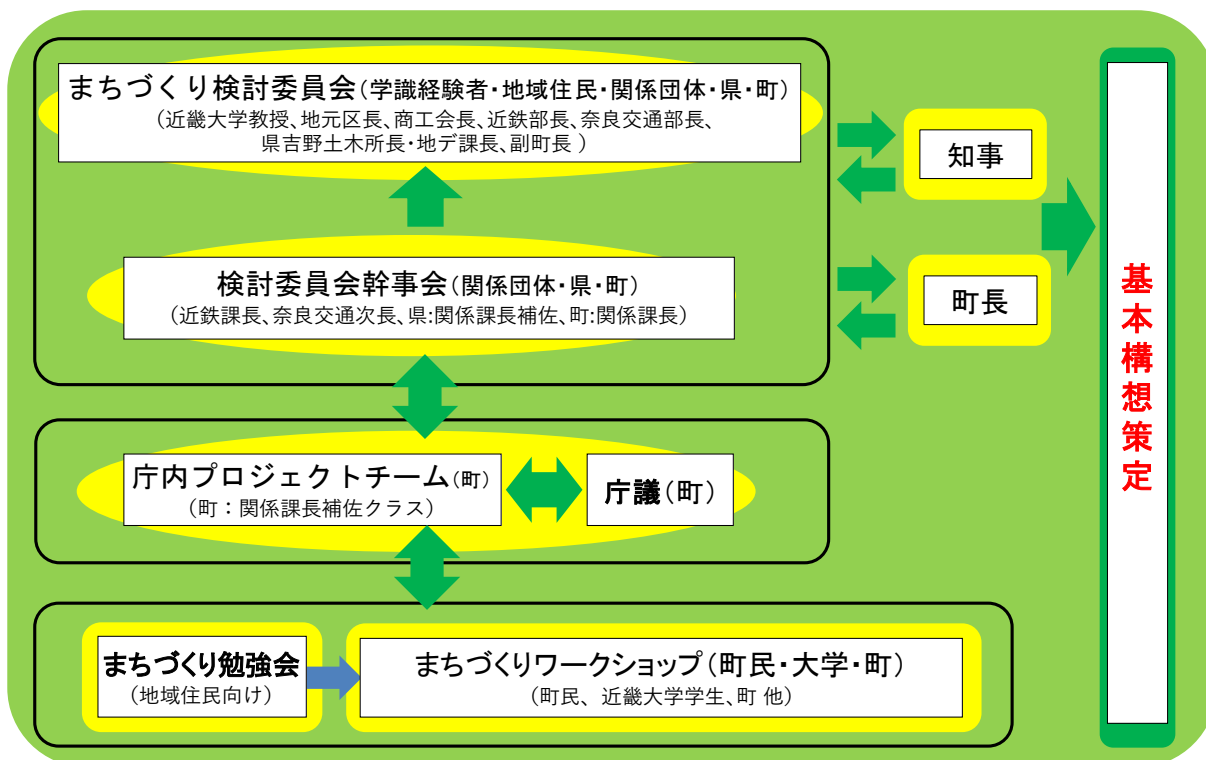 まちづくり検討委員会(学識経験者・地域住民・関係団体・県・町)
(近畿大学教授、地元区長、商工会長、近鉄部長、奈良交通部長、
県吉野土木所長・地デ課長、副町長 )
知事
検討委員会幹事会(関係団体・県・町)
(近鉄課長、奈良交通次長、県:関係課長補佐、町:関係課長)
町長
基本構想策定
庁内プロジェクトチーム(町)
(町：関係課長補佐クラス)
庁議(町)
まちづくり勉強会
(地域住民向け)
まちづくりワークショップ(町民・大学・町)
(町民、近畿大学学生、町 他)